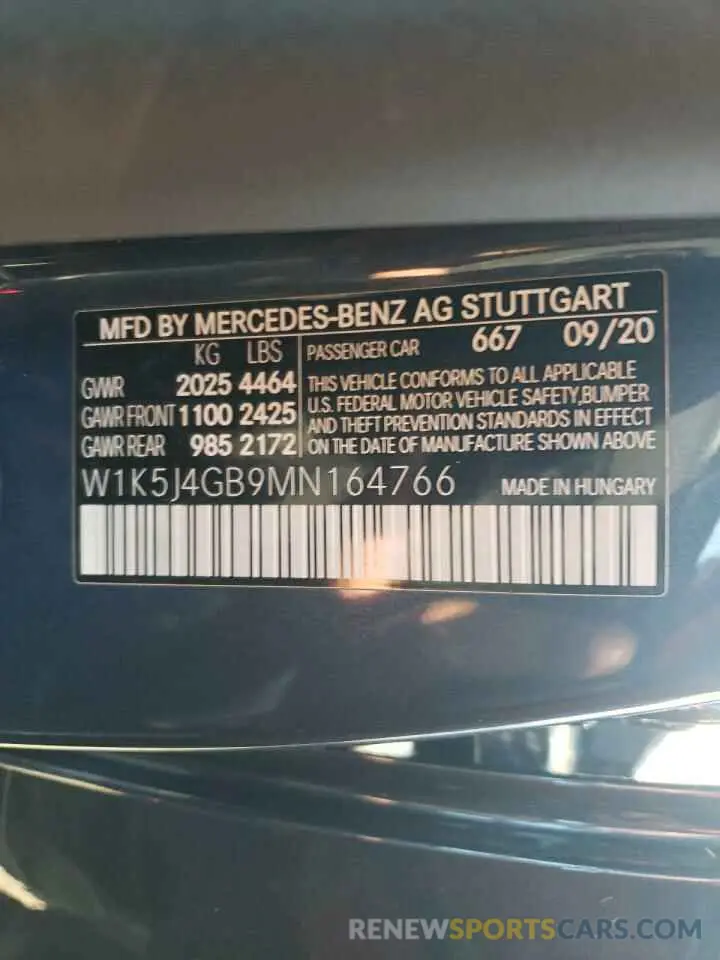 MFD BY MERCEDES-BENZ AG STUTTGART
KG LBS
GVWR 2025 4464
GAWR FRONT 1100 2425
GAWR REAR 985 2172
PASSENGER CAR 667 09/20
THIS VEHICLE CONFORMS TO ALL APPLICABLE
U.S. FEDERAL MOTOR VEHICLE SAFETY,BUMPER
AND THEFT PREVENTION STANDARDS IN EFFECT
ON THE DATE OF MANUFACTURE SHOWN ABOVE
W1K5J4GB9MN164766 MADE IN HUNGARY
RENEWSPORTSCARS.COM